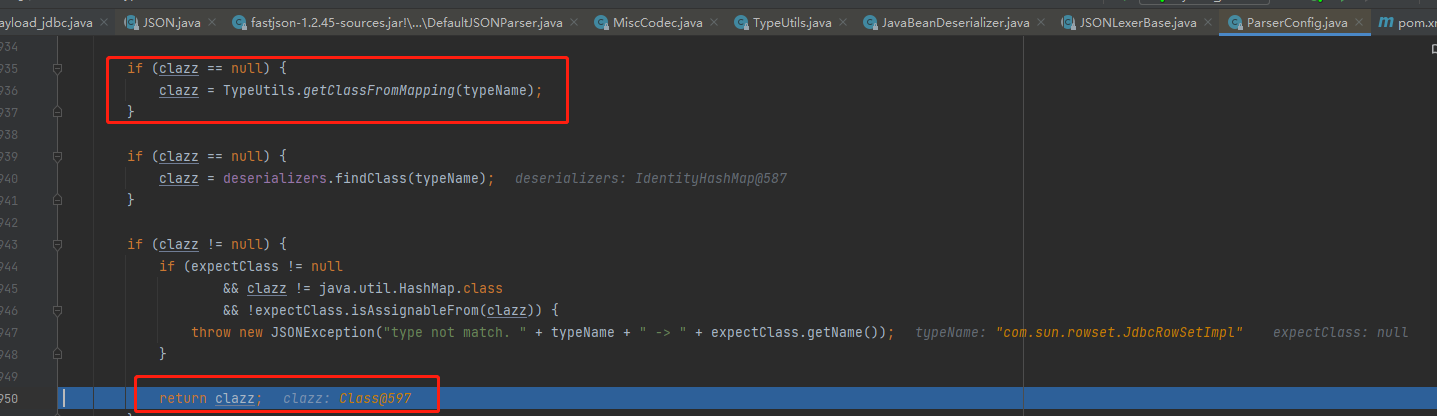 ayload_jdbc.java × JSON.java × fastjson-1.2.45-sources.jar!\...\DefaultJSONParser.java × MiscCodec.java × TypeUtils.java × JavaBeanDeserializer.java × JSONLexerBase.java × ParserConfig.java × m pom.xm
934
935 if (clazz == null) {
936 clazz = TypeUtils.getClassFromMapping(typeName);
937 }
938
939 if (clazz == null) {
940 clazz = deserializers.findClass(typeName); deserializers: IdentityHashMap@587
941 }
942
943 if (clazz != null) {
944 if (expectClass != null
945 && clazz != java.util.HashMap.class
946 && !expectClass.isAssignableFrom(clazz)) {
947 throw new JSONException("type not match. " + typeName + " -> " + expectClass.getName()); typeName: "com.sun.rowset.JdbcRowSetImpl" expectClass: null
948 }
949
950 return clazz; clazz: Class@597